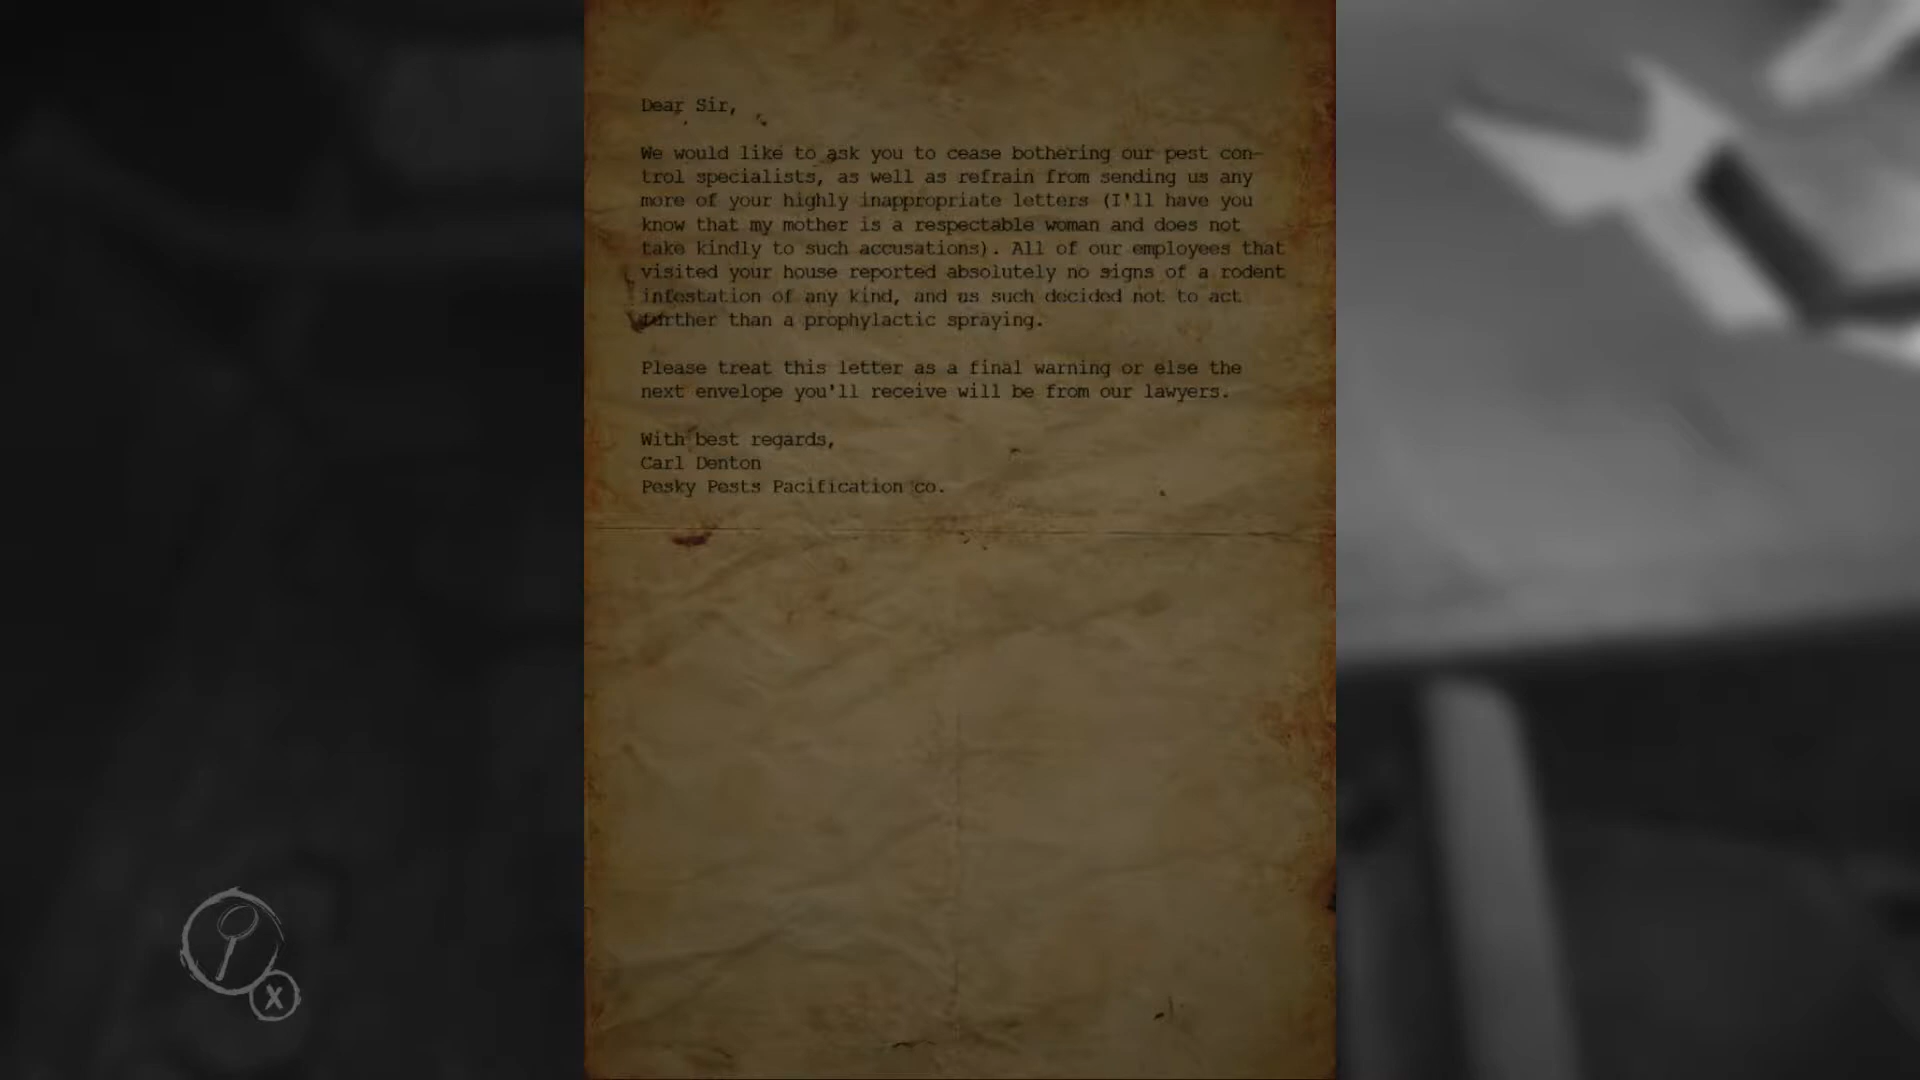 Dear Sir,
We would like to ask you to cease bothering our pest con-
trol specialists, as well as refrain from sending us any
more of your highly inappropriate letters (I'll have you
know that my mother is a respectable woman and does not
take kindly to such accusations). All of our employees that
visited your house reported absolutely no signs of a rodent
infestation of any kind, and as such decided not to act
further than a prophylactic spraying.
Please treat this letter as a final warning or else the
next envelope you'll receive will be from our lawyers.
With best regards,
Carl Denton
Pesky Pests Pacification co.
X